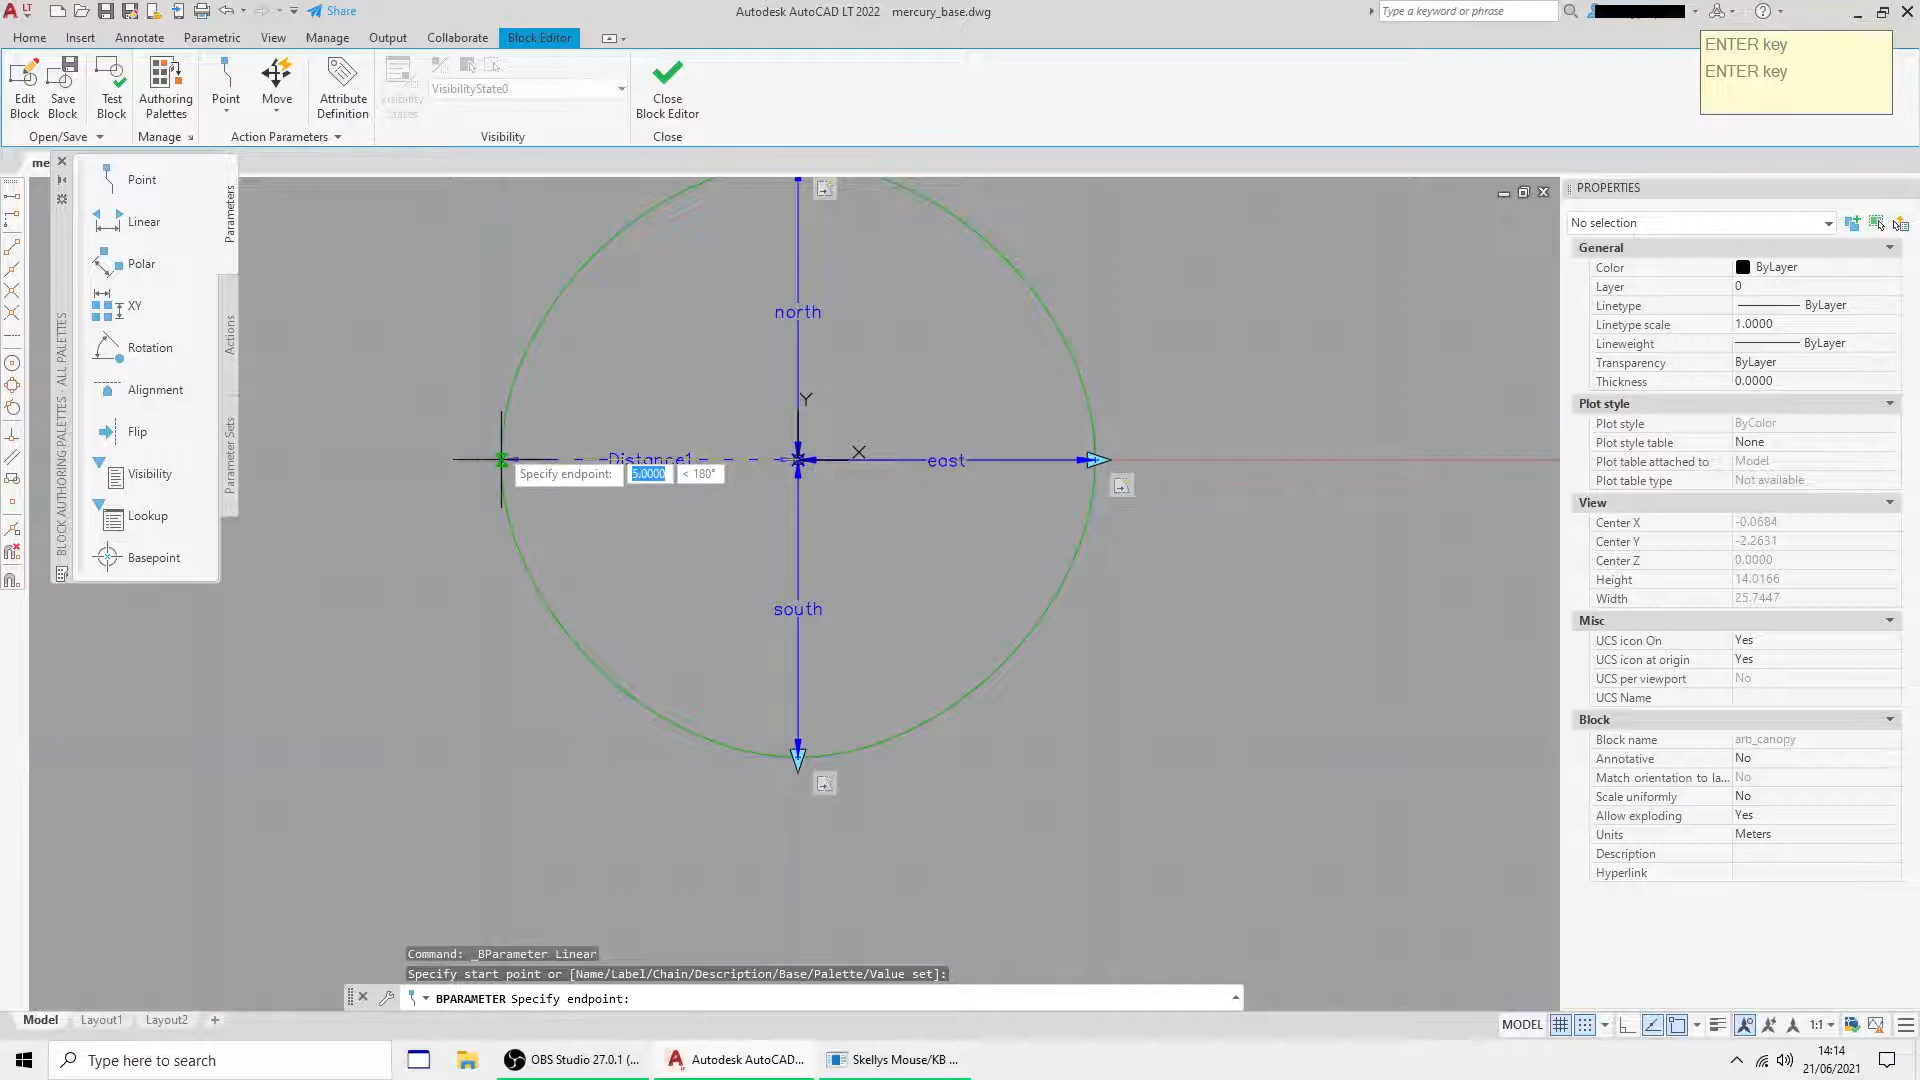 LT
Share
Autodesk AutoCAD LT 2022 mercury_base.dwg
Type a keyword or phrase
Home Insert Annotate Parametric View Manage Output Collaborate Block Editor
ENTER key
ENTER key
Edit Block
Save Block
Test Block
Authoring Palettes
Point
Move
Attribute Definition
Visibility States
VisibilityState0
Close Block Editor
Open/Save
Manage
Action Parameters
Visibility
Close
me
Point
Linear
Polar
XY
Rotation
Alignment
Flip
Visibility
Lookup
Basepoint
Parameters
Actions
Parameter Sets
BLOCK AUTHORING PALETTES - ALL PALETTES
north
Y
X
Distance1
east
Specify endpoint: 5.0000 < 180°
south
PROPERTIES
No selection
General
Color ByLayer
Layer 0
Linetype ByLayer
Linetype scale 1.0000
Lineweight ByLayer
Transparency ByLayer
Thickness 0.0000
Plot style
Plot style ByColor
Plot style table None
Plot table attached to Model
Plot table type Not available
View
Center X -0.0684
Center Y -2.2631
Center Z 0.0000
Height 14.0166
Width 25.7447
Misc
UCS icon On Yes
UCS icon at origin Yes
UCS per viewport No
UCS Name
Block
Block name arb_canopy
Annotative No
Match orientation to la... No
Scale uniformly No
Allow exploding Yes
Units Meters
Description
Hyperlink
Command: _BParameter Linear
Specify start point or [Name/Label/Chain/Description/Base/Palette/Value set]:
BPARAMETER Specify endpoint:
Model Layout1 Layout2 +
MODEL 1:1
Type here to search
OBS Studio 27.0.1 (...
Autodesk AutoCAD...
Skellys Mouse/KB ...
14:14
21/06/2021